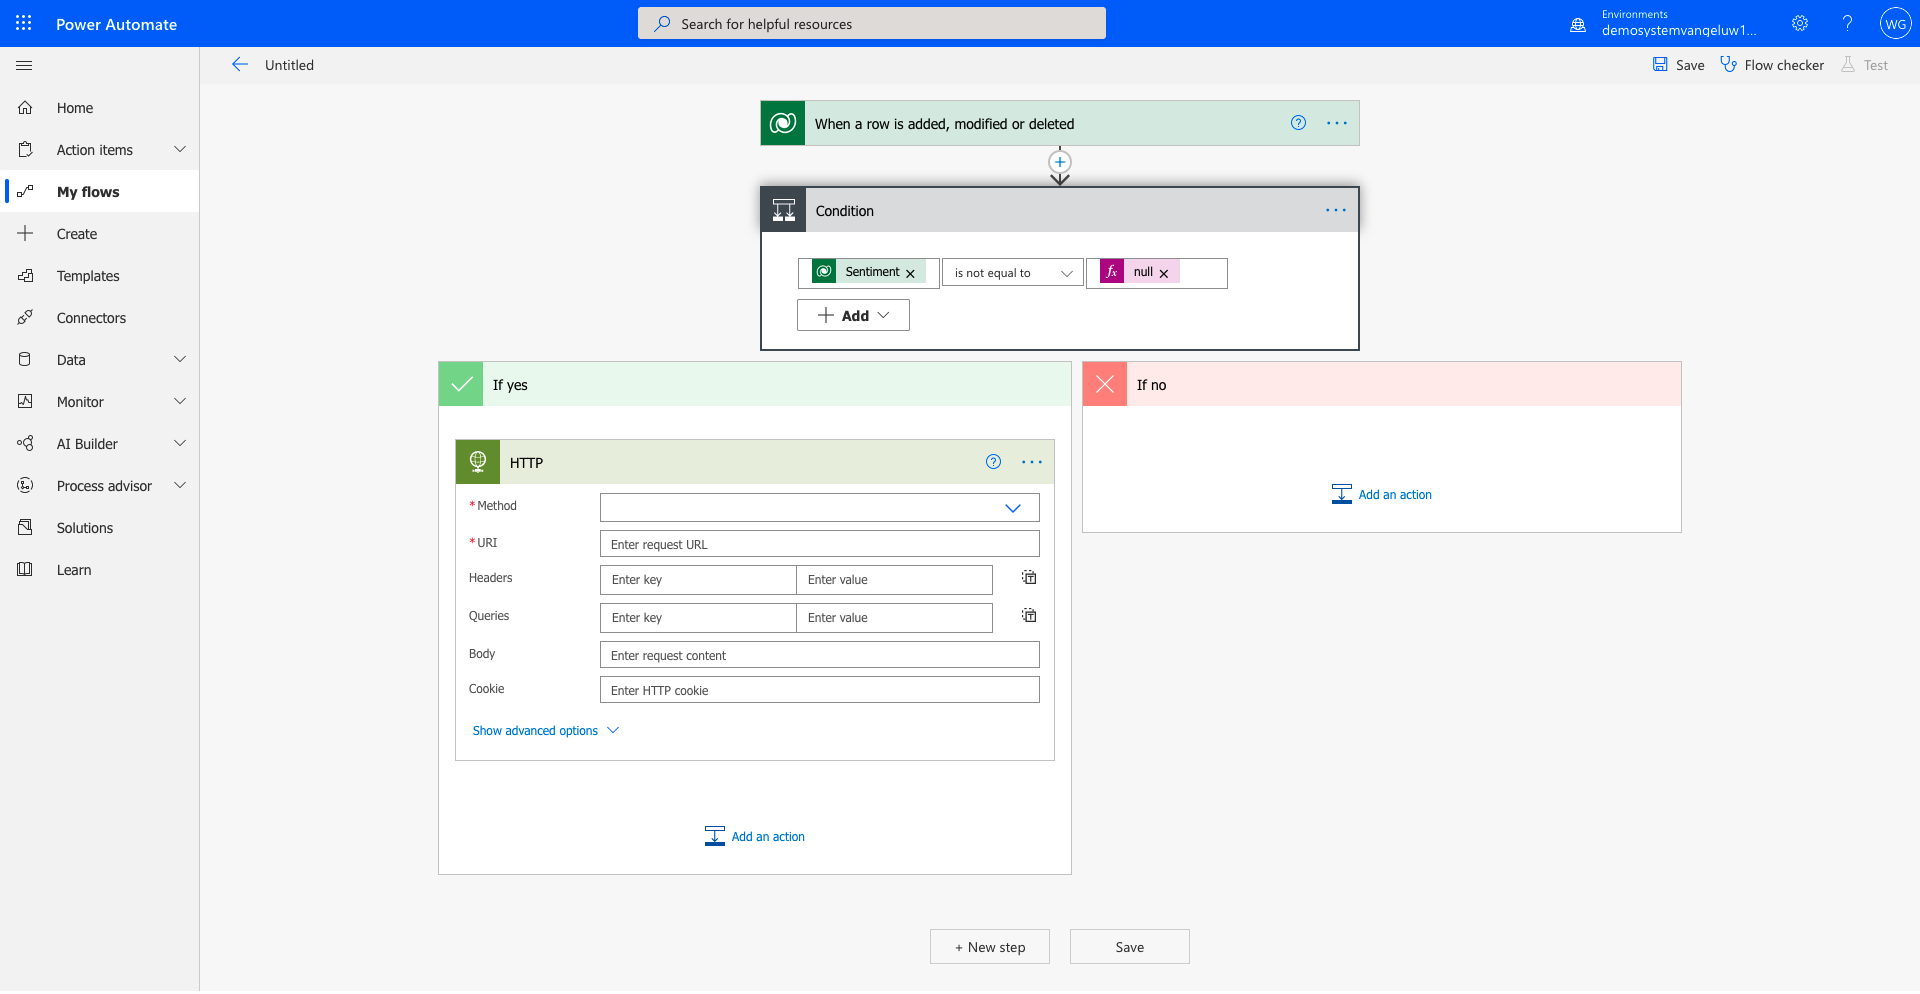 Power Automate
Search for helpful resources
Environments
demosystemvangeluw1...
?
WG
Untitled
Save
Flow checker
Test
Home
Action items
My flows
Create
Templates
Connectors
Data
Monitor
AI Builder
Process advisor
Solutions
Learn
When a row is added, modified or deleted
?
...
Condition
...
Sentiment ×
is not equal to
fx null ×
+ Add
If yes
HTTP
?
...
* Method
* URI
Enter request URL
Headers
Enter key
Enter value
Queries
Enter key
Enter value
Body
Enter request content
Cookie
Enter HTTP cookie
Show advanced options
Add an action
If no
Add an action
+ New step
Save